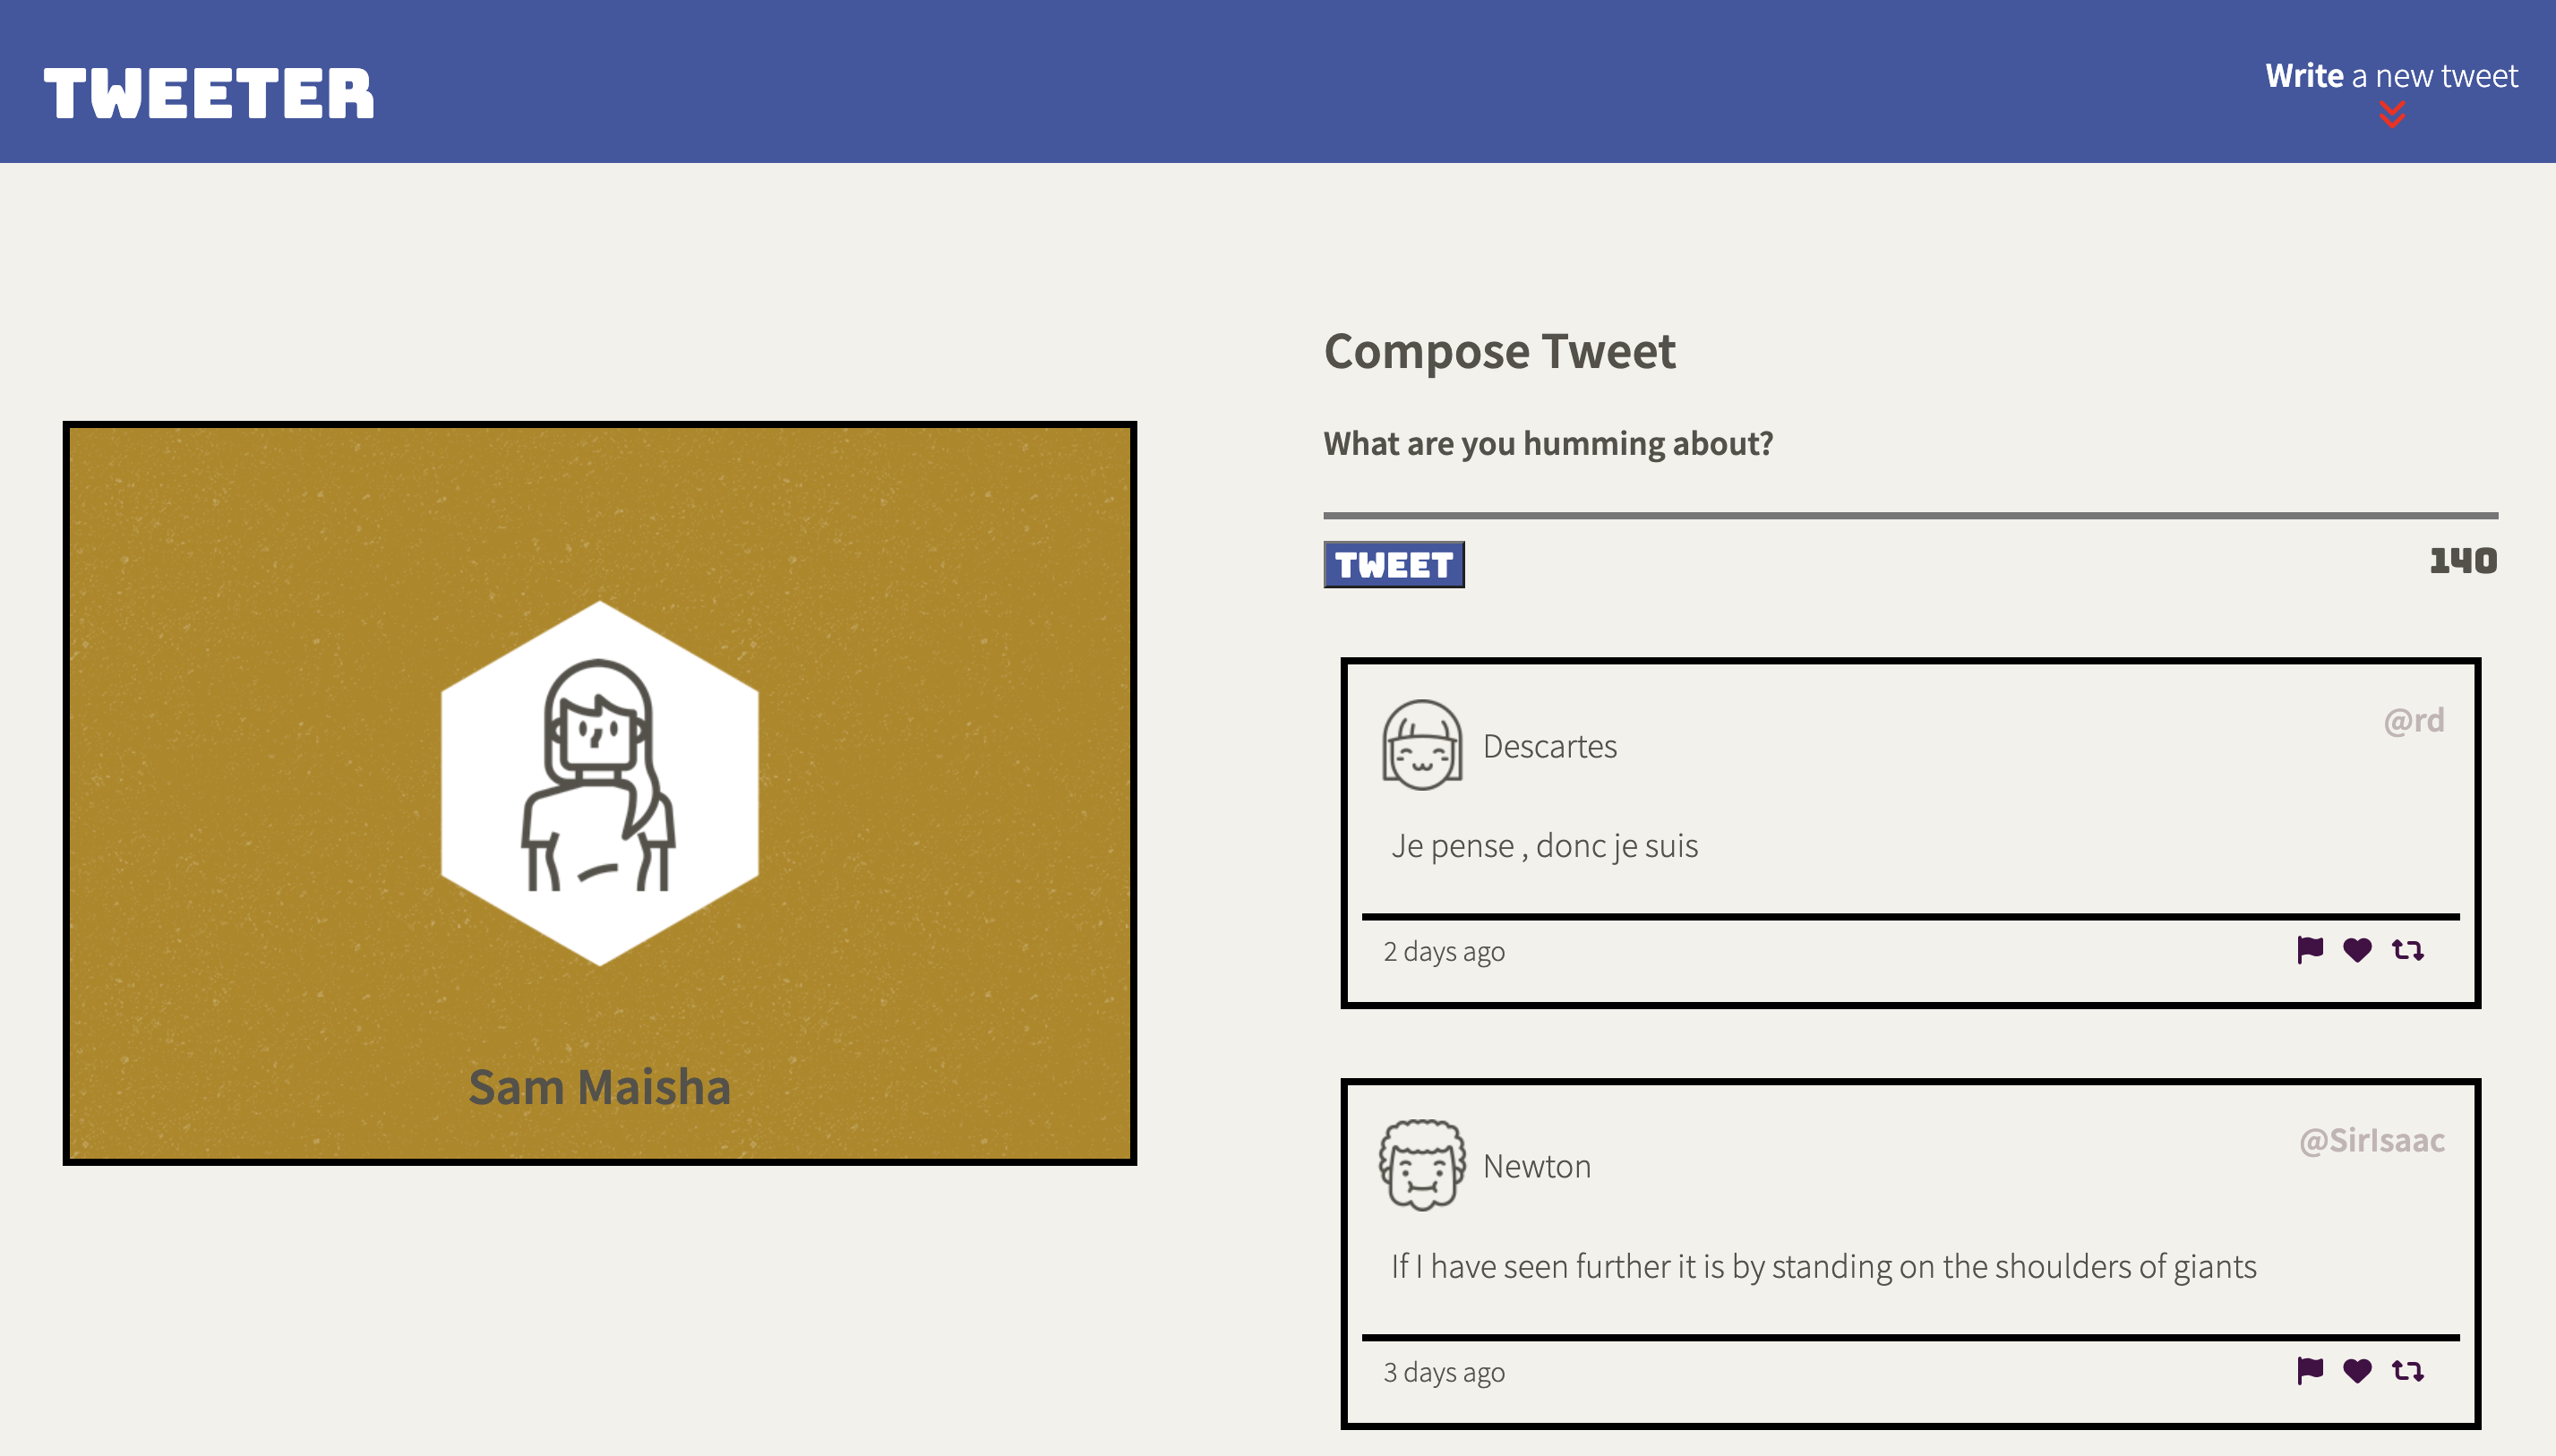 TWEETER
Write a new tweet
Sam Maisha
Compose Tweet
What are you humming about?
TWEET
140
Descartes
@rd
Je pense , donc je suis
2 days ago
Newton
@SirIsaac
If I have seen further it is by standing on the shoulders of giants
3 days ago